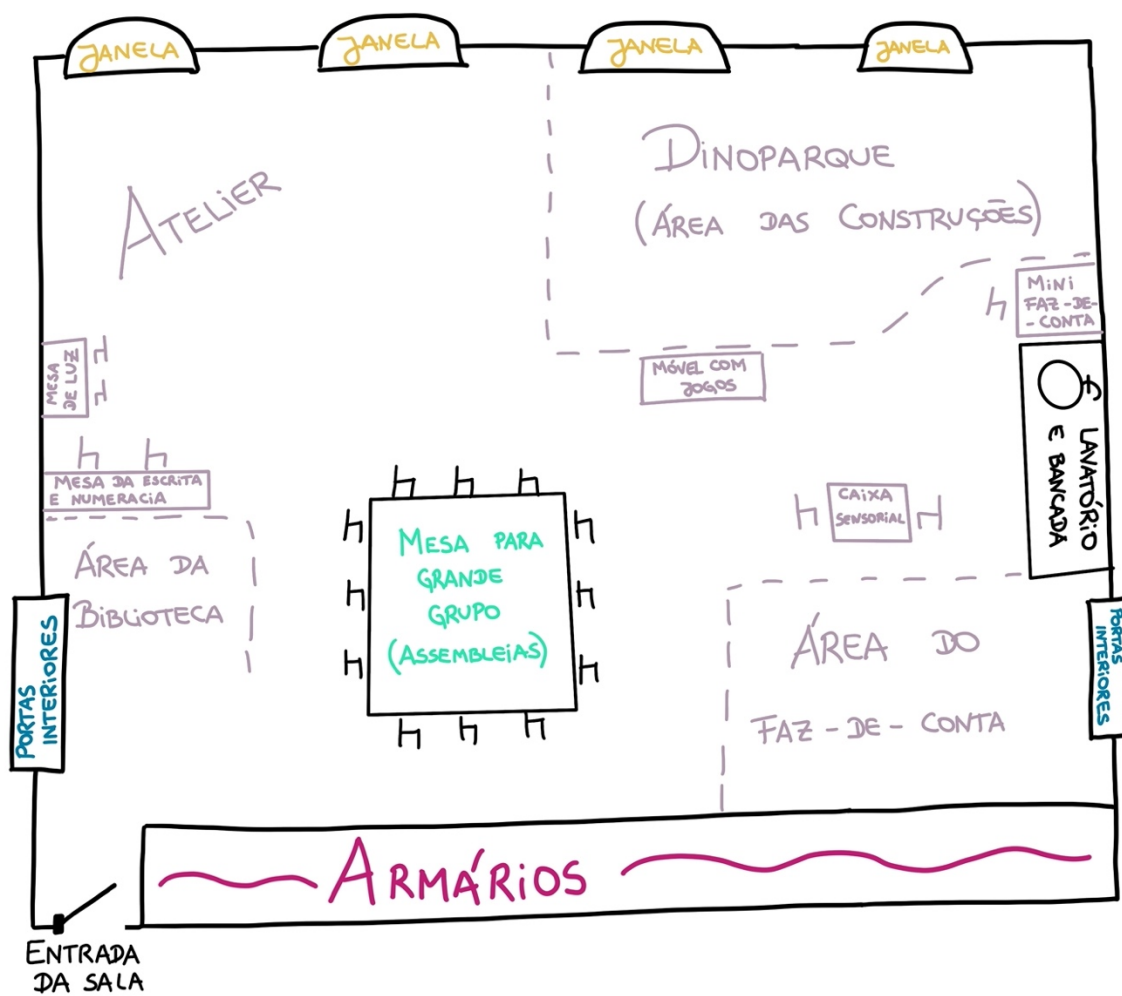 JANELA
JANELA
JANELA
JANELA
ATELIER
DINOPARQUE
(ÁREA DAS CONSTRUÇÕES)
MINI
FAZ-DE-
-CONTA
MESA
DE LUZ
MÓVEL COM
JOGOS
LAVATÓRIO
E BANCADA
MESA DA ESCRITA
E NUMERACIA
CAIXA
SENSORIAL
MESA PARA
GRANDE
GRUPO
(ASSEMBLEIAS)
ÁREA DA
BIBLIOTECA
PORTAS
INTERIORES
ÁREA DO
FAZ-DE-CONTA
PORTAS
INTERIORES
ARMÁRIOS
ENTRADA
DA SALA